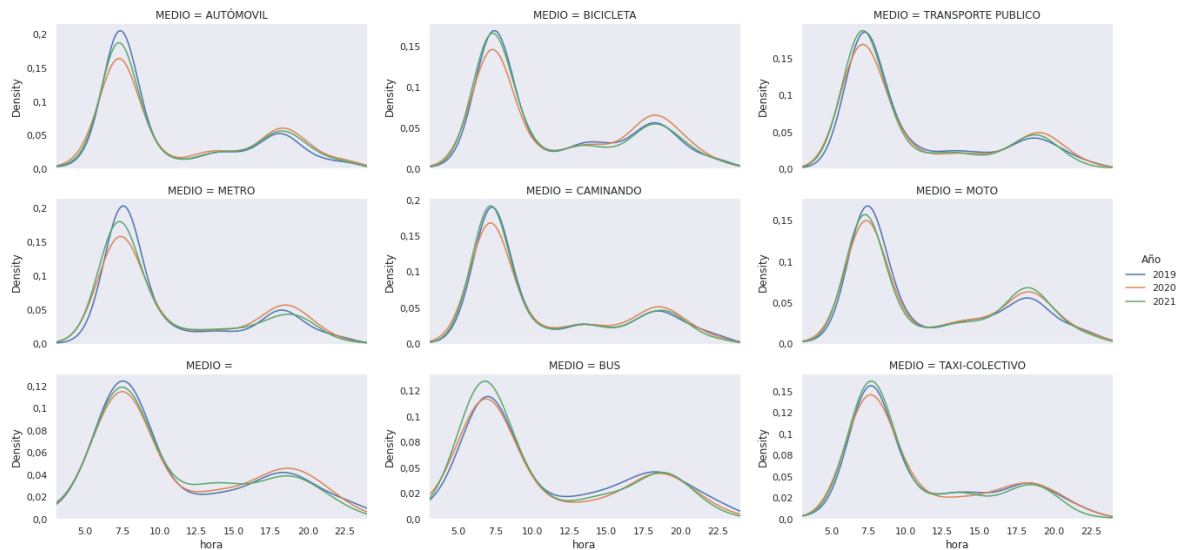 MEDIO = AUTÓMOVIL
MEDIO = BICICLETA
MEDIO = TRANSPORTE PUBLICO
Density
0,2
0,15
0,1
0,05
0,0
Density
0,15
0,1
0,05
0,0
Density
0,15
0,1
0,05
0,0
MEDIO = METRO
MEDIO = CAMINANDO
MEDIO = MOTO
Density
0,2
0,15
0,1
0,05
0,0
Density
0,2
0,15
0,1
0,05
0,0
Density
0,15
0,1
0,05
0,0
Año
2019
2020
2021
MEDIO =
MEDIO = BUS
MEDIO = TAXI-COLECTIVO
Density
0,12
0,1
0,08
0,06
0,04
0,02
0,0
Density
0,12
0,1
0,08
0,05
0,02
0,0
Density
0,15
0,12
0,1
0,08
0,05
0,02
0,0
5.0 7.5 10.0 12.5 15.0 17.5 20.0 22.5
hora
5.0 7.5 10.0 12.5 15.0 17.5 20.0 22.5
hora
5.0 7.5 10.0 12.5 15.0 17.5 20.0 22.5
hora